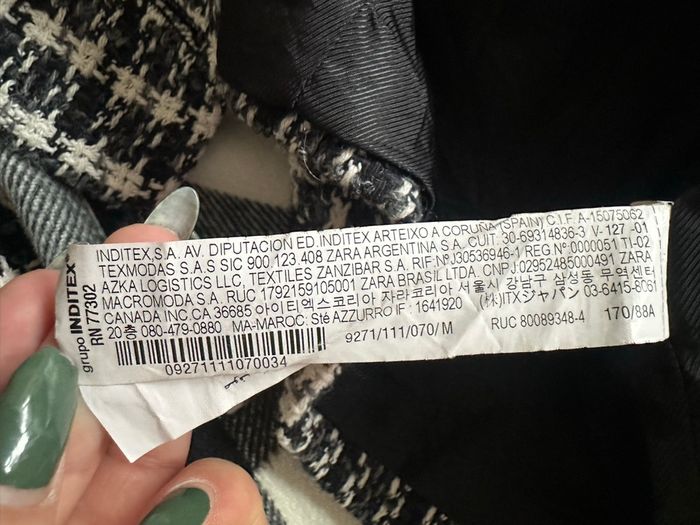 grupo INDITEX
RN 77302
INDITEX,S.A. AV. DIPUTACION ED.INDITEX ARTEIXO A CORUÑA (SPAIN) C.I.F. A-15075062
TEXMODAS S.A.S SIC 900.123.408 ZARA ARGENTINA S.A. CUIT: 30-69314836-3 V-127 -01
AZKA LOGISTICS LLC, TEXTILES ZANZIBAR S.A. RIF NºJ30536946-1 REG Nº0000051 TI-02
MACROMODA S.A. RUC 1792159105001 ZARA BRASIL LTDA. CNPJ.02952485000491 ZARA
CANADA INC.CA 36685 아이티엑스코리아 자라코리아 서울시 강남구 삼성동 무역센터
20층 080-479-0880 MA-MAROC: Sté AZZURRO IF : 1641920 (株)ITXジャパン 03-6415-8061
9271/111/070/ M RUC 80089348-4 170/88A
09271111070034